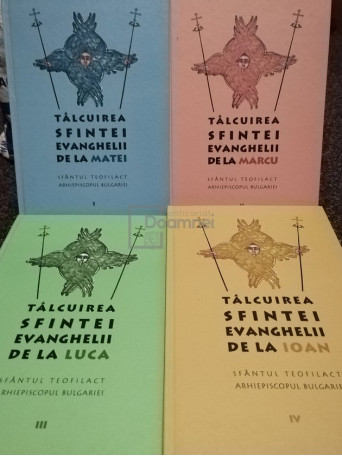 TÂLCUIREA
SFINTEI
EVANGHELII
DE LA MATEI
SFÂNTUL TEOFILACT
ARHIEPISCOPUL BULGARIEI
I
TÂLCUIREA
SFINTEI
EVANGHELII
DE LA MARCU
SFÂNTUL TEOFILACT
ARHIEPISCOPUL BULGARIEI
II
Doamnei
TÂLCUIREA
SFINTEI
EVANGHELII
DE LA LUCA
SFÂNTUL TEOFILACT
ARHIEPISCOPUL BULGARIEI
III
TÂLCUIREA
SFINTEI
EVANGHELII
DE LA IOAN
SFÂNTUL TEOFILACT
ARHIEPISCOPUL BULGARIEI
IV